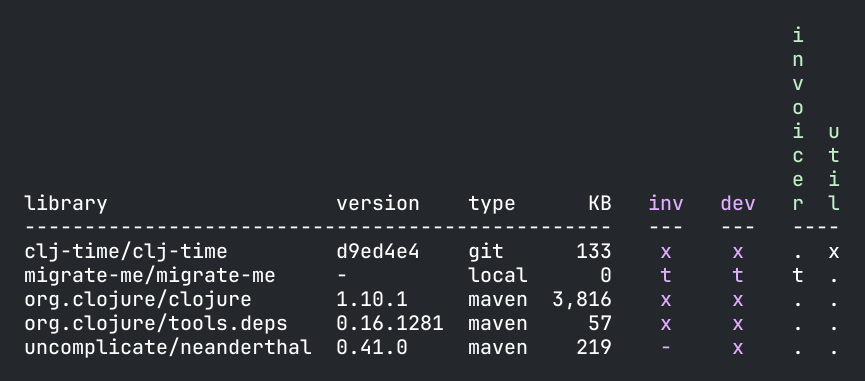 i
n
v
o
i u
c t
e i
library version type KB inv dev r l
------------------------------------------------- --- --- ----
clj-time/clj-time d9ed4e4 git 133 x x . x
migrate-me/migrate-me - local 0 t t t .
org.clojure/clojure 1.10.1 maven 3,816 x x . .
org.clojure/tools.deps 0.16.1281 maven 57 x x . .
uncomplicate/neanderthal 0.41.0 maven 219 - x . .